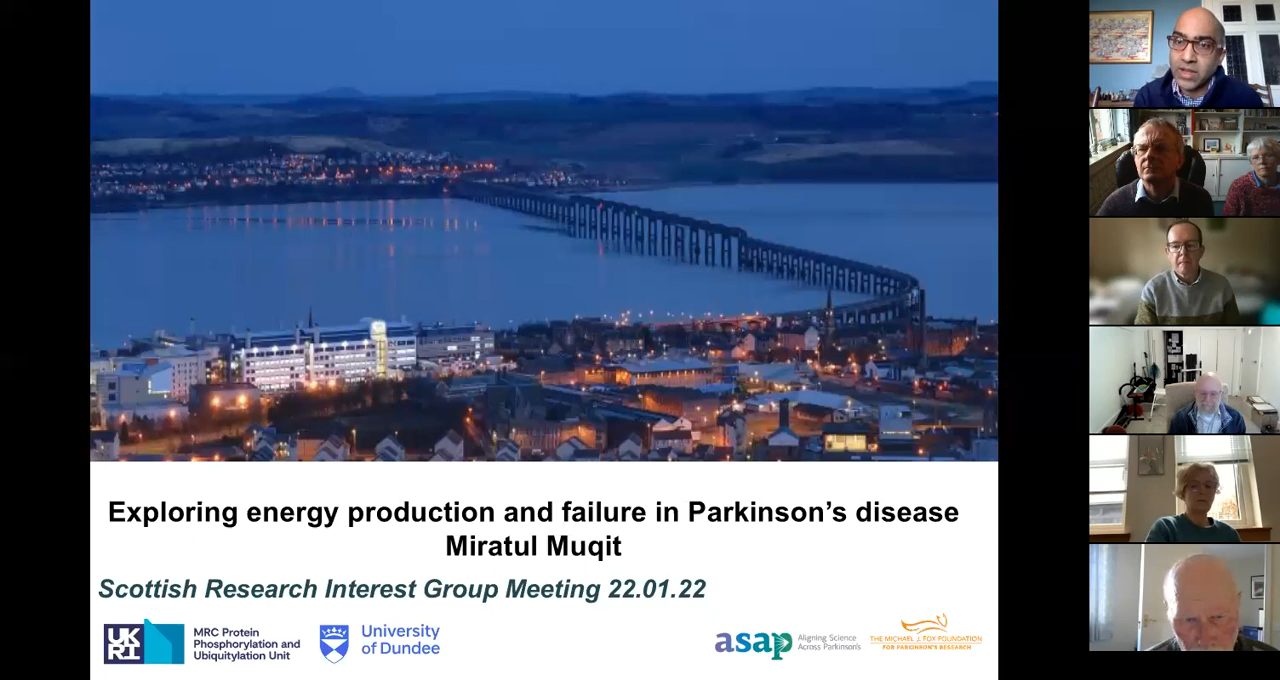 Exploring energy production and failure in Parkinson's disease
Miratul Muqit
Scottish Research Interest Group Meeting 22.01.22
UK
RI
MRC Protein
Phosphorylation and
Ubiquitylation Unit
University
of Dundee
asap
Aligning Science
Across Parkinson's
THE MICHAEL J. FOX FOUNDATION
FOR PARKINSON'S RESEARCH